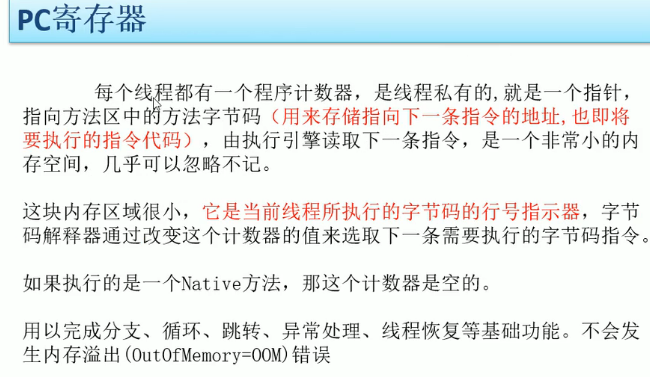 PC寄存器
每个线程都有一个程序计数器，是线程私有的,就是一个指针，
指向方法区中的方法字节码（用来存储指向下一条指令的地址,也即将
要执行的指令代码），由执行引擎读取下一条指令，是一个非常小的内
存空间，几乎可以忽略不记。
这块内存区域很小，它是当前线程所执行的字节码的行号指示器，字节
码解释器通过改变这个计数器的值来选取下一条需要执行的字节码指令。
如果执行的是一个Native方法，那这个计数器是空的。
用以完成分支、循环、跳转、异常处理、线程恢复等基础功能。不会发
生内存溢出(OutOfMemory=OOM)错误